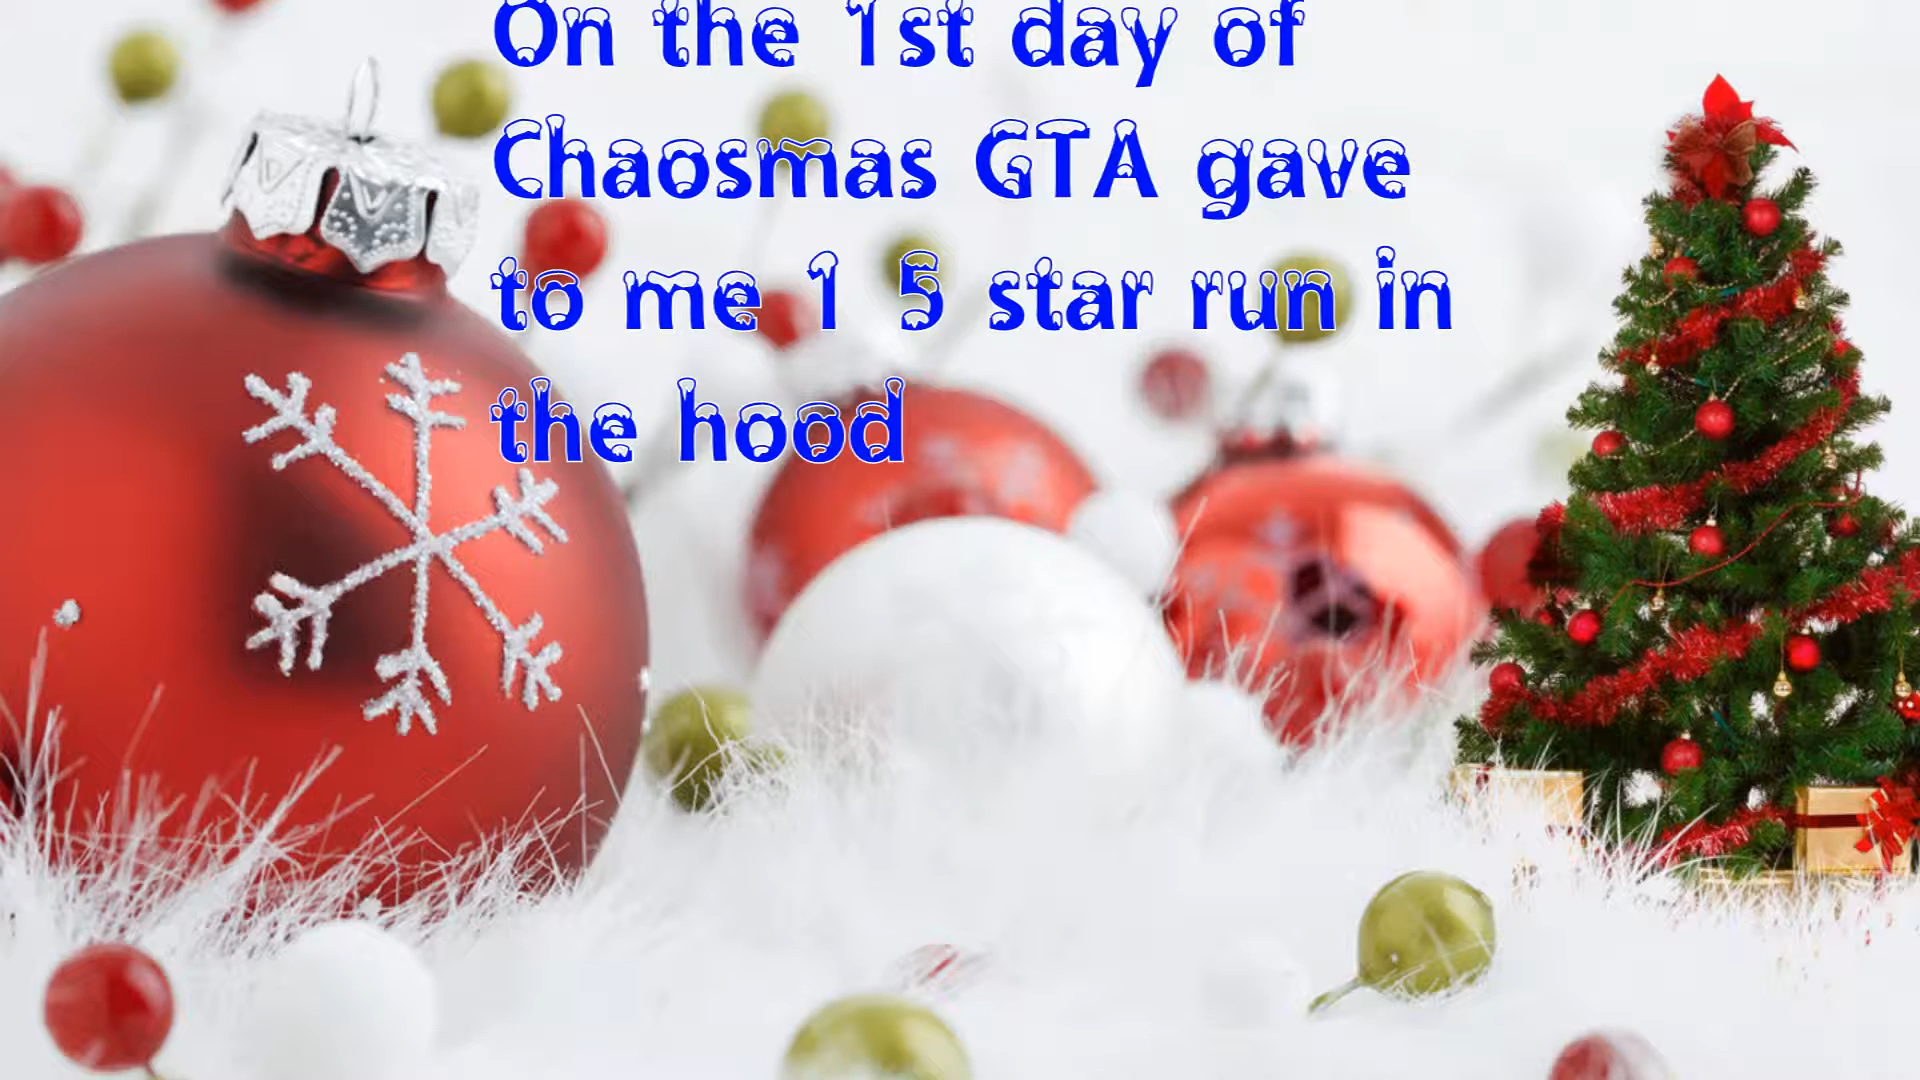 On the 1st day of
Chaosmas GTA gave
to me 1 5 star run in
the hood